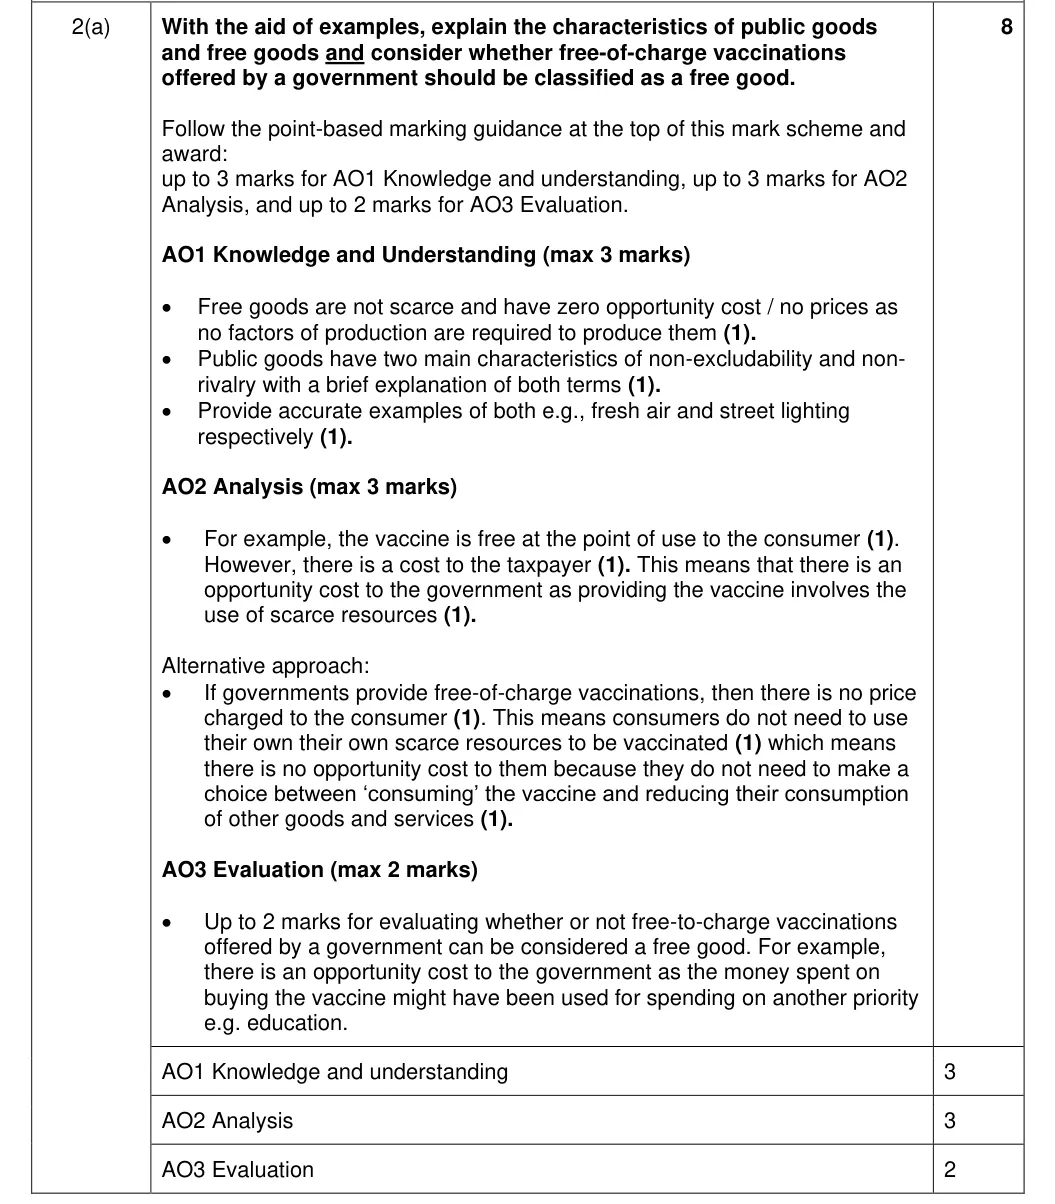 2(a)
With the aid of examples, explain the characteristics of public goods
and free goods and consider whether free-of-charge vaccinations
offered by a government should be classified as a free good.
8
Follow the point-based marking guidance at the top of this mark scheme and
award:
up to 3 marks for AO1 Knowledge and understanding, up to 3 marks for AO2
Analysis, and up to 2 marks for AO3 Evaluation.
AO1 Knowledge and Understanding (max 3 marks)
• Free goods are not scarce and have zero opportunity cost / no prices as
no factors of production are required to produce them (1).
• Public goods have two main characteristics of non-excludability and non-
rivalry with a brief explanation of both terms (1).
• Provide accurate examples of both e.g., fresh air and street lighting
respectively (1).
AO2 Analysis (max 3 marks)
• For example, the vaccine is free at the point of use to the consumer (1).
However, there is a cost to the taxpayer (1). This means that there is an
opportunity cost to the government as providing the vaccine involves the
use of scarce resources (1).
Alternative approach:
• If governments provide free-of-charge vaccinations, then there is no price
charged to the consumer (1). This means consumers do not need to use
their own their own scarce resources to be vaccinated (1) which means
there is no opportunity cost to them because they do not need to make a
choice between ‘consuming’ the vaccine and reducing their consumption
of other goods and services (1).
AO3 Evaluation (max 2 marks)
• Up to 2 marks for evaluating whether or not free-to-charge vaccinations
offered by a government can be considered a free good. For example,
there is an opportunity cost to the government as the money spent on
buying the vaccine might have been used for spending on another priority
e.g. education.
AO1 Knowledge and understanding 3
AO2 Analysis 3
AO3 Evaluation 2